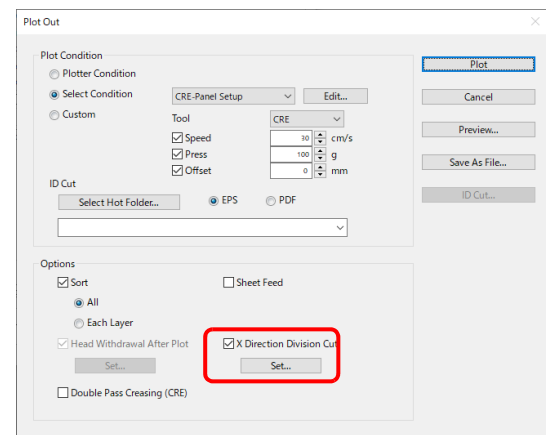 Plot Out
Plot Condition
Plotter Condition
Select Condition CRE-Panel Setup Edit...
Custom Tool CRE
Speed 30 cm/s
Press 100 g
Offset 0 mm
ID Cut
Select Hot Folder... EPS PDF
Plot
Cancel
Preview...
Save As File...
ID Cut...
Options
Sort Sheet Feed
All
Each Layer
Head Withdrawal After Plot X Direction Division Cut
Set... Set...
Double Pass Creasing (CRE)